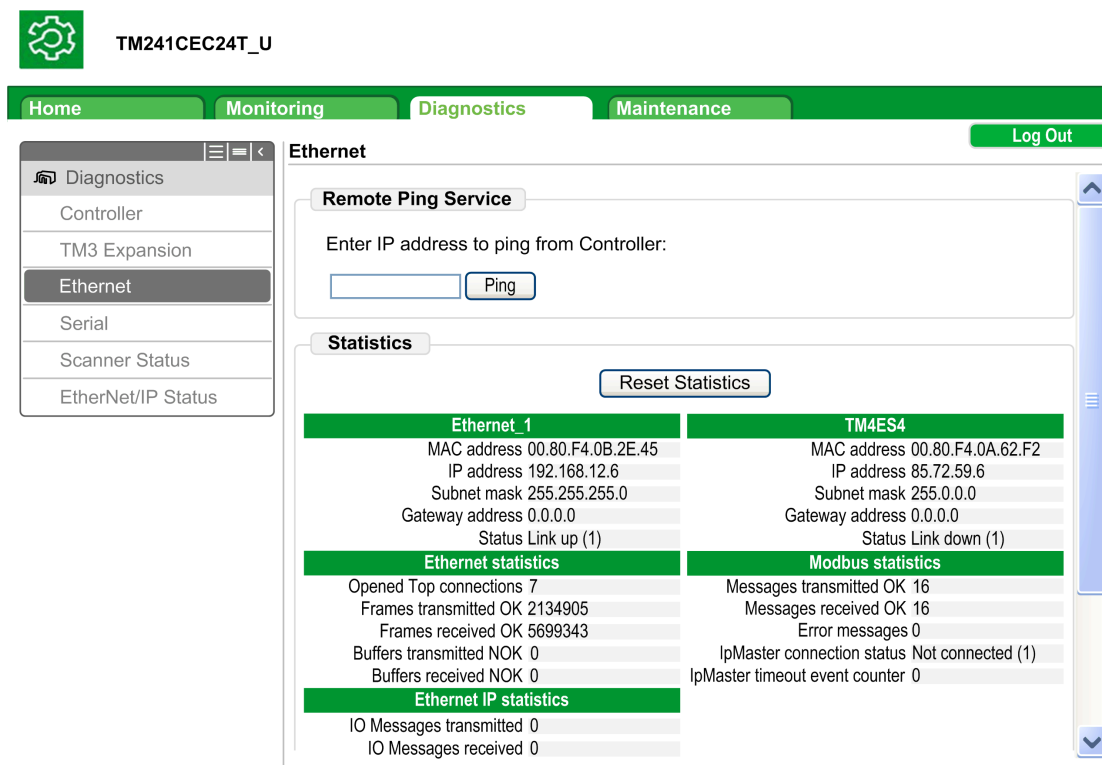 TM241CEC24T_U
Home Monitoring Diagnostics Maintenance
Log Out
Diagnostics
Controller
TM3 Expansion
Ethernet
Serial
Scanner Status
EtherNet/IP Status
Ethernet
Remote Ping Service
Enter IP address to ping from Controller:
Ping
Statistics
Reset Statistics
Ethernet_1
MAC address 00.80.F4.0B.2E.45
IP address 192.168.12.6
Subnet mask 255.255.255.0
Gateway address 0.0.0.0
Status Link up (1)
Ethernet statistics
Opened Top connections 7
Frames transmitted OK 2134905
Frames received OK 5699343
Buffers transmitted NOK 0
Buffers received NOK 0
Ethernet IP statistics
IO Messages transmitted 0
IO Messages received 0
TM4ES4
MAC address 00.80.F4.0A.62.F2
IP address 85.72.59.6
Subnet mask 255.0.0.0
Gateway address 0.0.0.0
Status Link down (1)
Modbus statistics
Messages transmitted OK 16
Messages received OK 16
Error messages 0
IpMaster connection status Not connected (1)
IpMaster timeout event counter 0